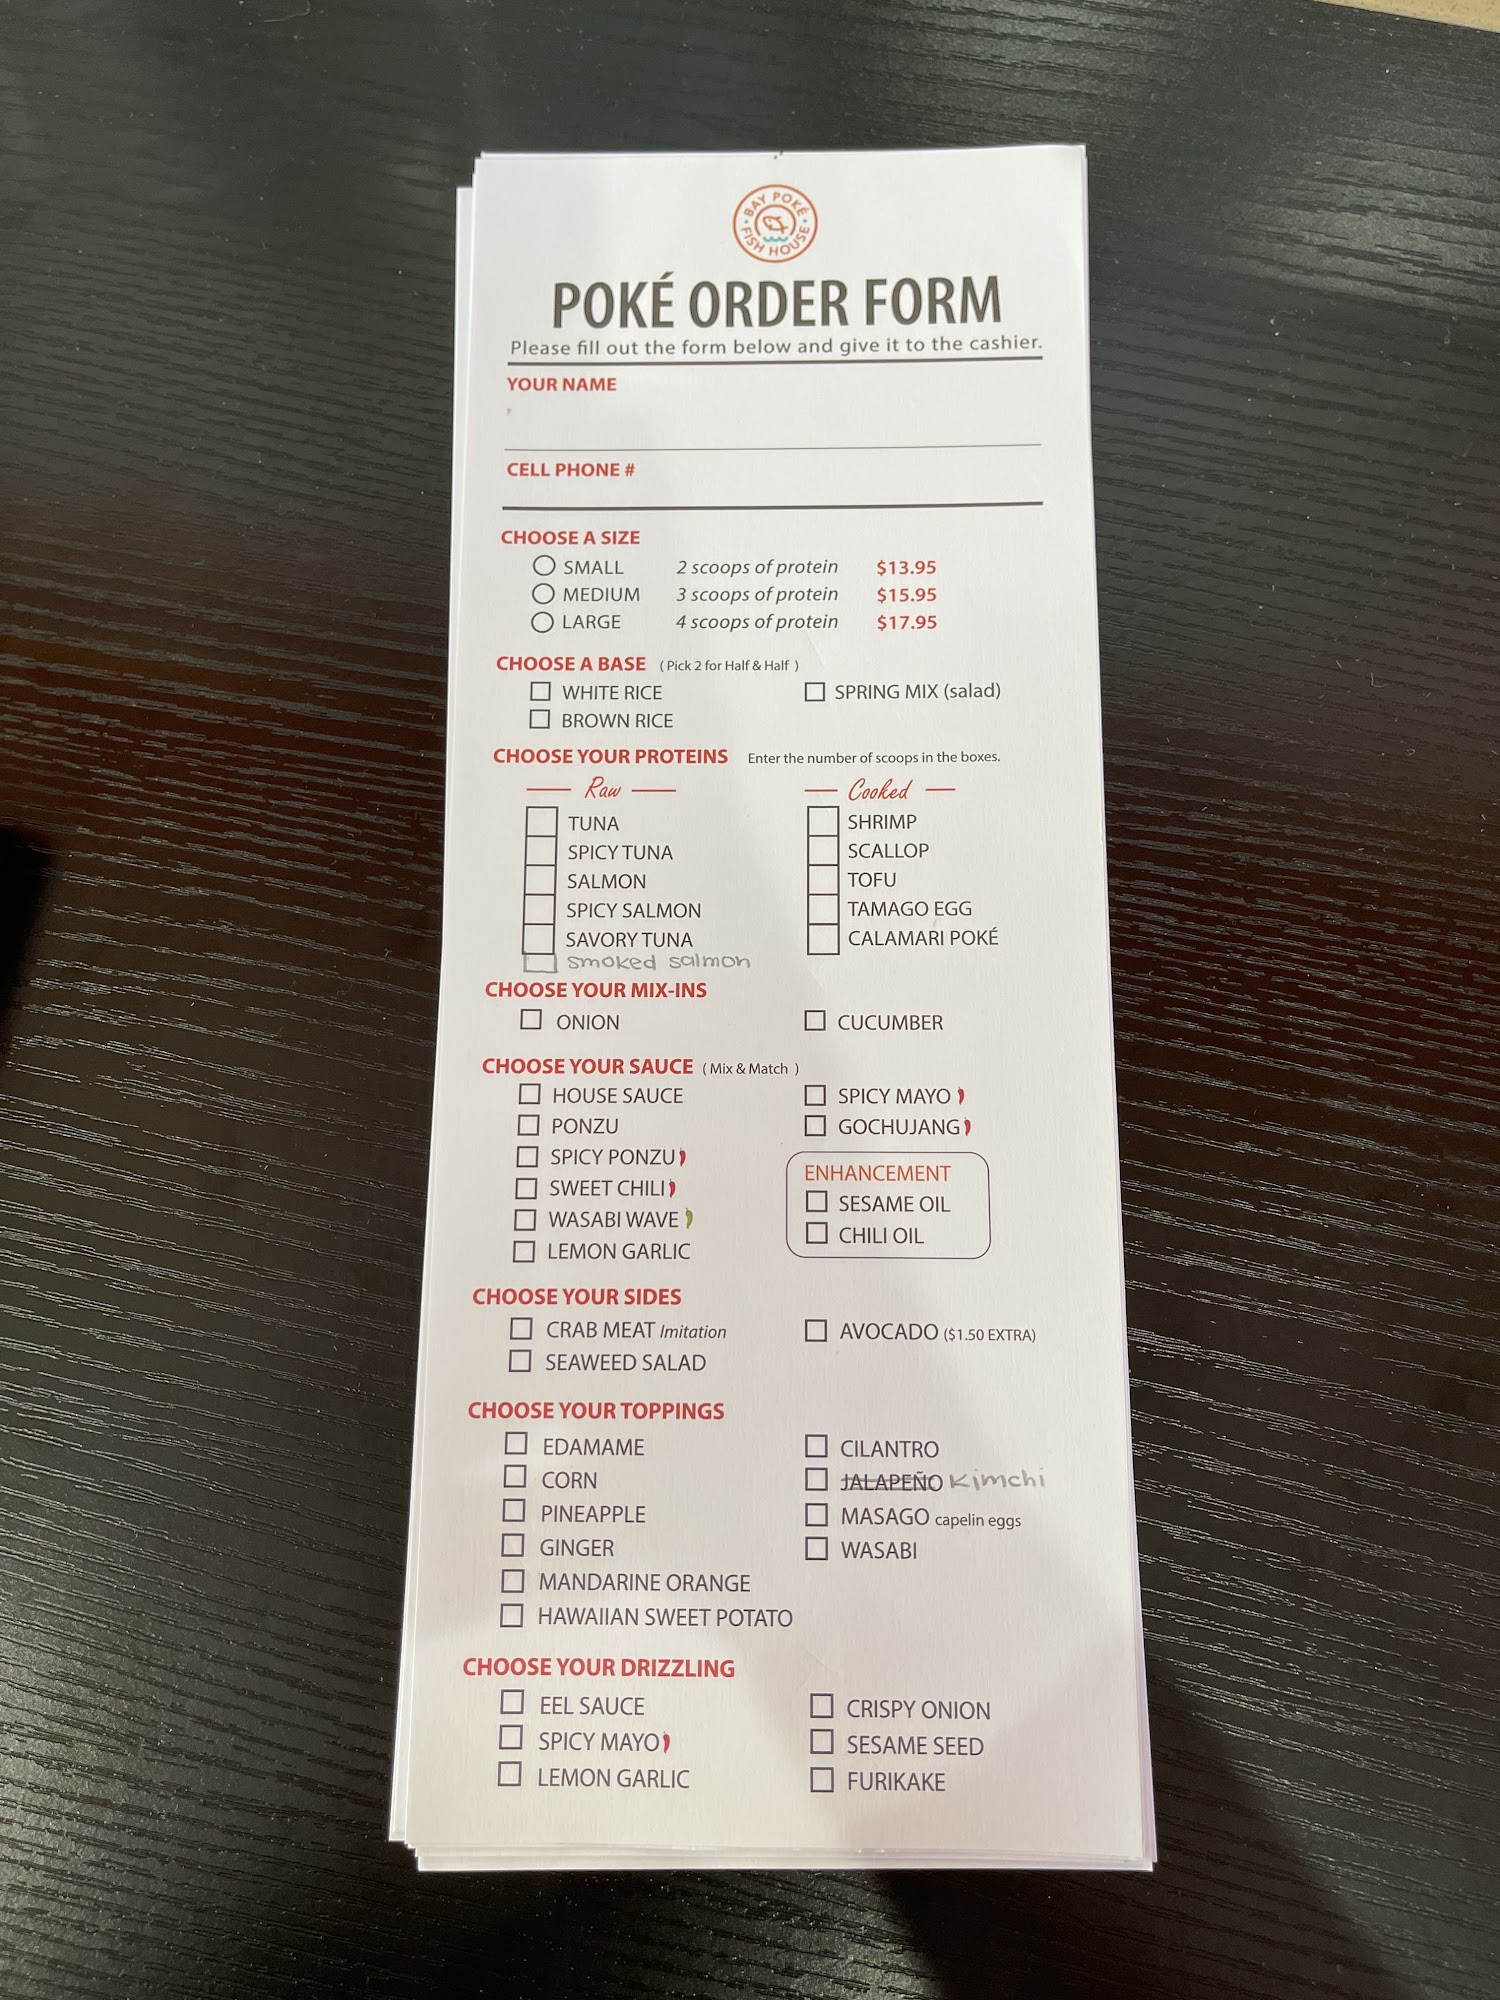 BAY POKÉ
FISH HOUSE
POKÉ ORDER FORM
Please fill out the form below and give it to the cashier.
YOUR NAME
CELL PHONE #
CHOOSE A SIZE
SMALL 2 scoops of protein $13.95
MEDIUM 3 scoops of protein $15.95
LARGE 4 scoops of protein $17.95
CHOOSE A BASE ( Pick 2 for Half & Half )
WHITE RICE SPRING MIX (salad)
BROWN RICE
CHOOSE YOUR PROTEINS Enter the number of scoops in the boxes.
Raw Cooked
TUNA SHRIMP
SPICY TUNA SCALLOP
SALMON TOFU
SPICY SALMON TAMAGO EGG
SAVORY TUNA CALAMARI POKÉ
smoked salmon
CHOOSE YOUR MIX-INS
ONION CUCUMBER
CHOOSE YOUR SAUCE ( Mix & Match )
HOUSE SAUCE SPICY MAYO
PONZU GOCHUJANG
SPICY PONZU ENHANCEMENT
SWEET CHILI SESAME OIL
WASABI WAVE CHILI OIL
LEMON GARLIC
CHOOSE YOUR SIDES
CRAB MEAT Imitation AVOCADO ($1.50 EXTRA)
SEAWEED SALAD
CHOOSE YOUR TOPPINGS
EDAMAME CILANTRO
CORN JALAPEÑO Kimchi
PINEAPPLE MASAGO capelin eggs
GINGER WASABI
MANDARINE ORANGE
HAWAIIAN SWEET POTATO
CHOOSE YOUR DRIZZLING
EEL SAUCE CRISPY ONION
SPICY MAYO SESAME SEED
LEMON GARLIC FURIKAKE